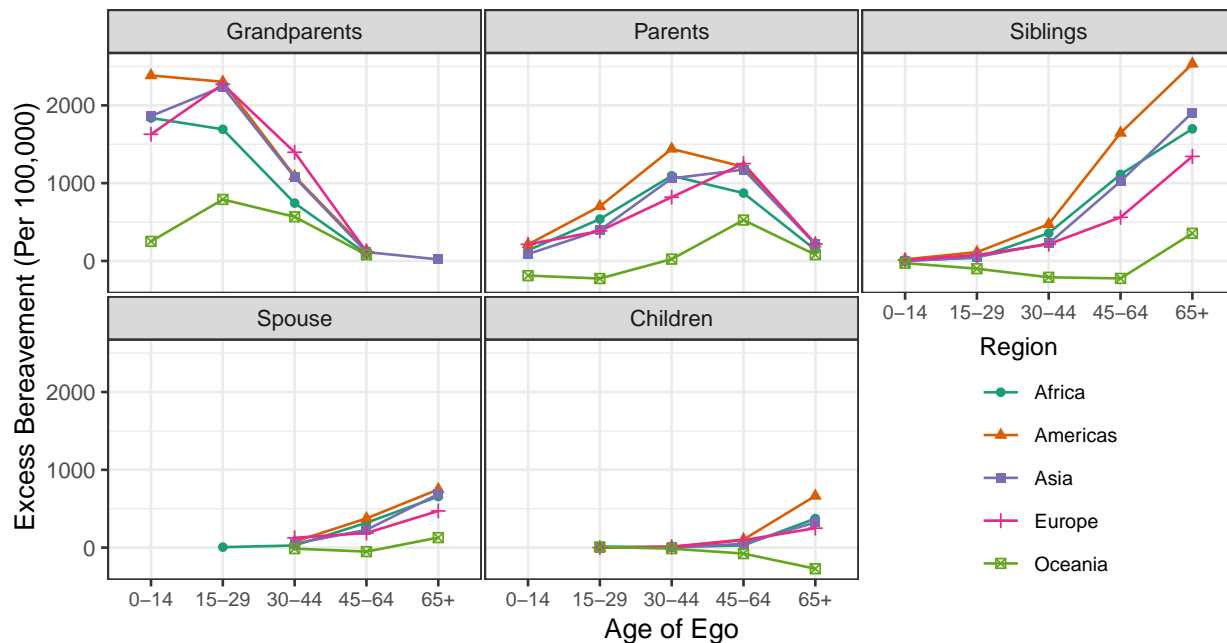 Grandparents
Parents
Siblings
Excess Bereavement (Per 100,000)
2000
1000
0
0–14 15–29 30–44 45–64 65+
Spouse
Children
2000
1000
0
0–14 15–29 30–44 45–64 65+
0–14 15–29 30–44 45–64 65+
Age of Ego
Region
Africa
Americas
Asia
Europe
Oceania